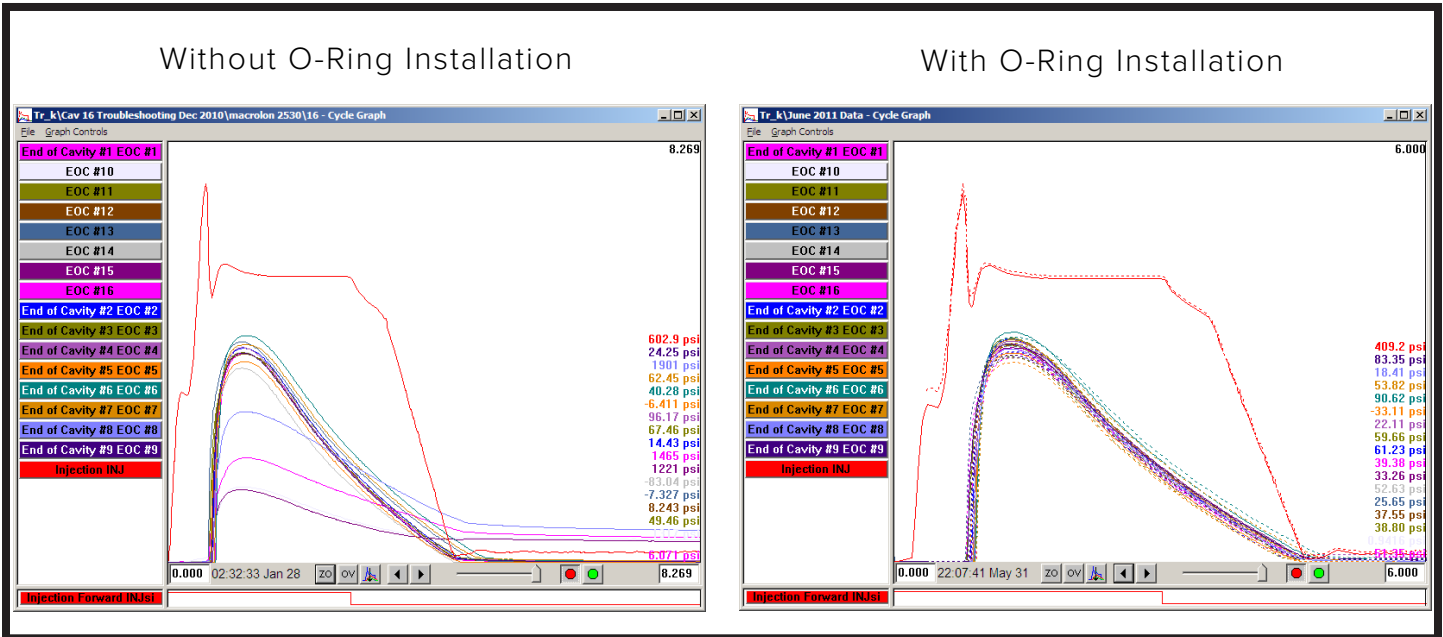 Without O-Ring Installation
Tr_k\Cav 16 Troubleshooting Dec 2010\macrolon 2530\16 - Cycle Graph
File Graph Controls
End of Cavity #1 EOC #1
EOC #10
EOC #11
EOC #12
EOC #13
EOC #14
EOC #15
EOC #16
End of Cavity #2 EOC #2
End of Cavity #3 EOC #3
End of Cavity #4 EOC #4
End of Cavity #5 EOC #5
End of Cavity #6 EOC #6
End of Cavity #7 EOC #7
End of Cavity #8 EOC #8
End of Cavity #9 EOC #9
Injection INJ
8.269
602.9 psi
24.25 psi
1901 psi
62.45 psi
40.28 psi
-6.411 psi
96.17 psi
67.46 psi
14.43 psi
1465 psi
1221 psi
-83.04 psi
-7.327 psi
8.243 psi
49.46 psi
6.071 psi
0.000 02:32:33 Jan 28 ZO OV 8.269
Injection Forward INJsi
With O-Ring Installation
Tr_k\June 2011 Data - Cycle Graph
File Graph Controls
End of Cavity #1 EOC #1
EOC #10
EOC #11
EOC #12
EOC #13
EOC #14
EOC #15
EOC #16
End of Cavity #2 EOC #2
End of Cavity #3 EOC #3
End of Cavity #4 EOC #4
End of Cavity #5 EOC #5
End of Cavity #6 EOC #6
End of Cavity #7 EOC #7
End of Cavity #8 EOC #8
End of Cavity #9 EOC #9
Injection INJ
6.000
409.2 psi
83.35 psi
18.41 psi
53.82 psi
90.62 psi
-33.11 psi
22.11 psi
59.66 psi
61.23 psi
39.38 psi
33.26 psi
52.63 psi
25.65 psi
37.55 psi
38.80 psi
0.9416 psi
psi
0.000 22:07:41 May 31 ZO OV 6.000
Injection Forward INJsi